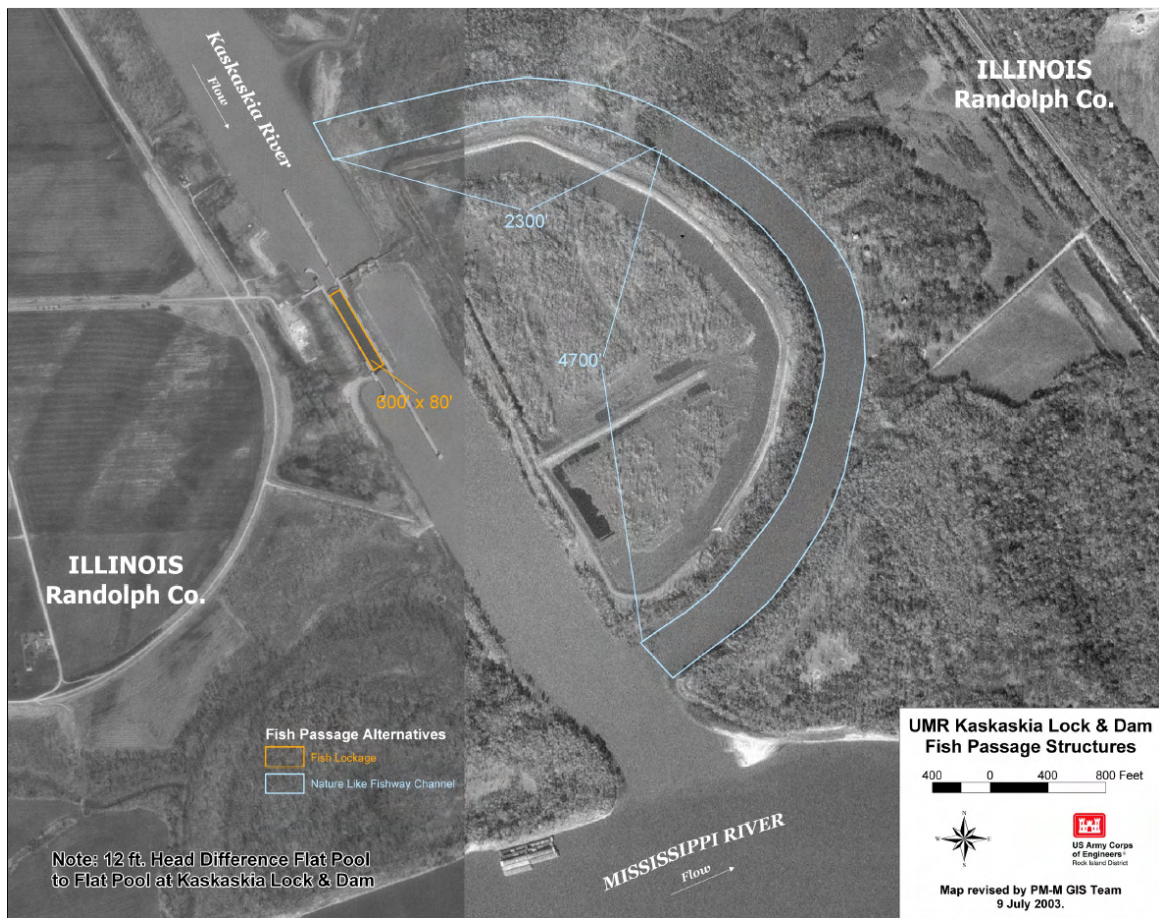 Kaskaskia River
Flow
ILLINOIS
Randolph Co.
2300'
4700'
600' x 80'
ILLINOIS
Randolph Co.
Fish Passage Alternatives
Fish Lockage
Nature Like Fishway Channel
Note: 12 ft. Head Difference Flat Pool
to Flat Pool at Kaskaskia Lock & Dam
MISSISSIPPI RIVER
Flow
UMR Kaskaskia Lock & Dam
Fish Passage Structures
400 0 400 800 Feet
N
W E
S
US Army Corps
of Engineers®
Rock Island District
Map revised by PM-M GIS Team
9 July 2003.